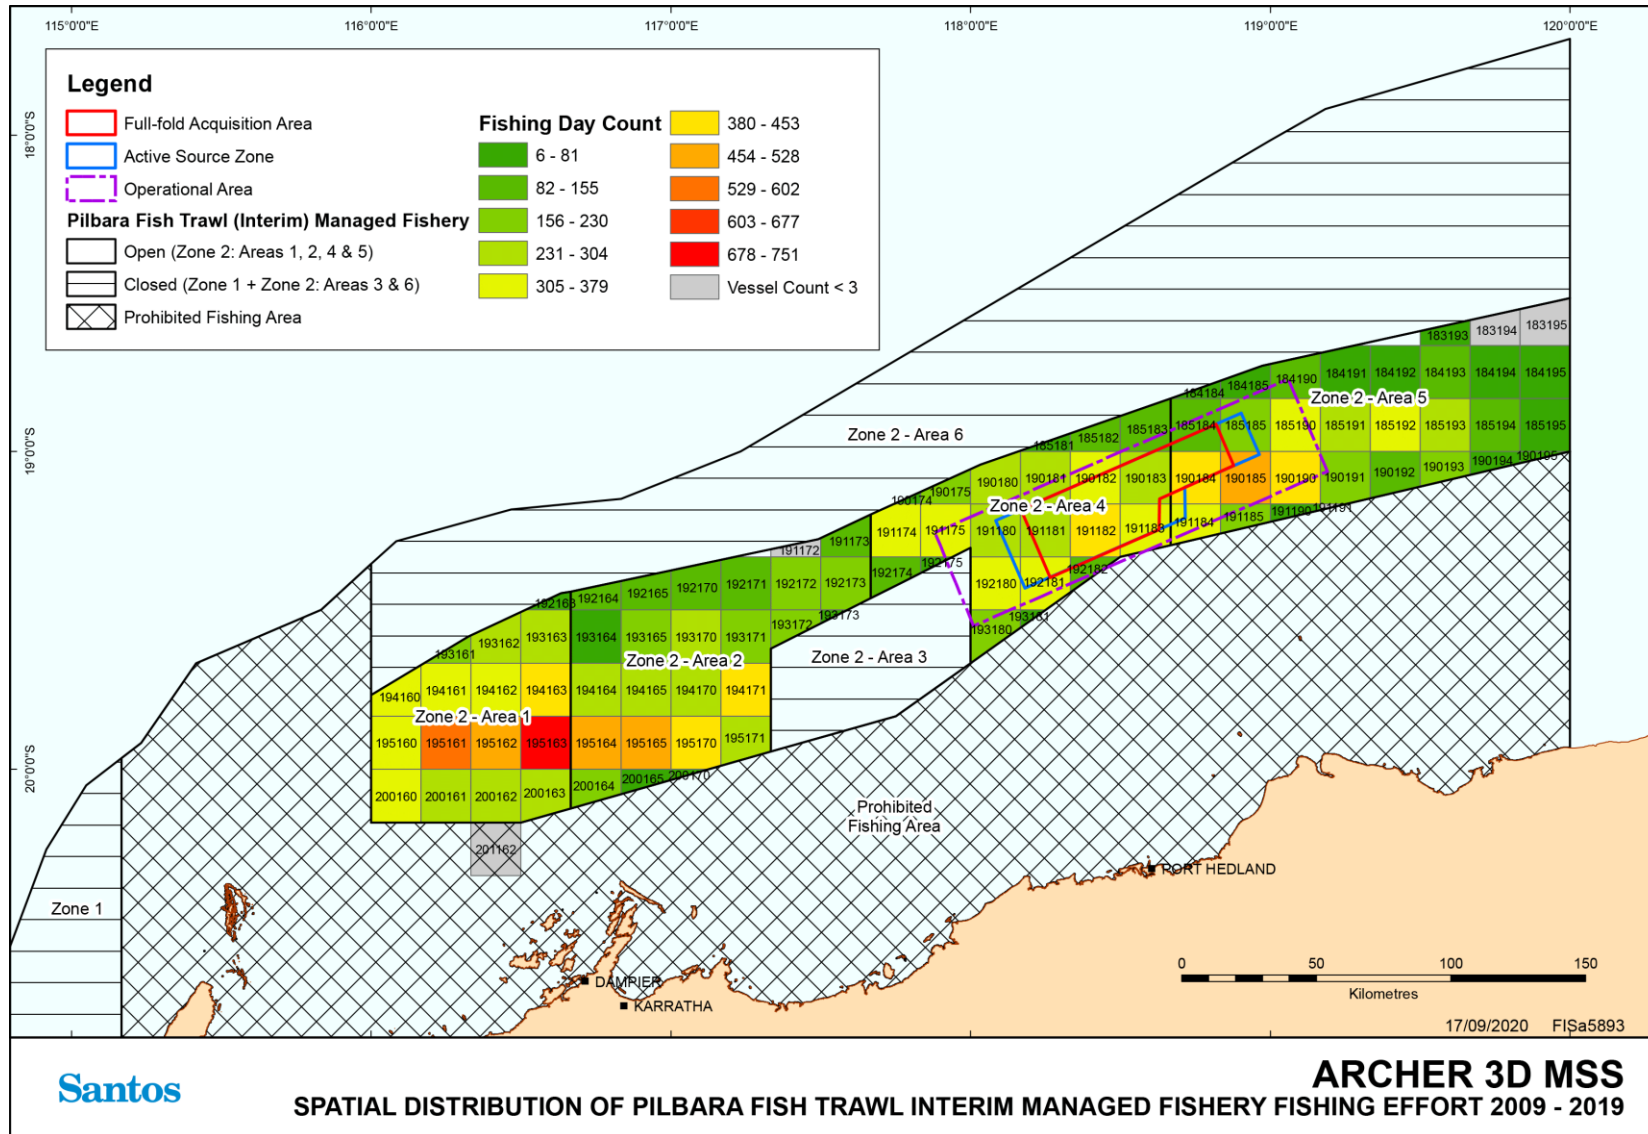 115°0'0"E 116°0'0"E 117°0'0"E 118°0'0"E 119°0'0"E 120°0'0"E
18°0'0"S
19°0'0"S
20°0'0"S
Legend
Full-fold Acquisition Area
Active Source Zone
Operational Area
Pilbara Fish Trawl (Interim) Managed Fishery
Open (Zone 2: Areas 1, 2, 4 & 5)
Closed (Zone 1 + Zone 2: Areas 3 & 6)
Prohibited Fishing Area
Fishing Day Count
6 - 81
82 - 155
156 - 230
231 - 304
305 - 379
380 - 453
454 - 528
529 - 602
603 - 677
678 - 751
Vessel Count < 3
183193 183194 183195
184184 184185 184190 184191 184192 184193 184194 184195
Zone 2 - Area 5
Zone 2 - Area 6
185181 185182 185183 185184 185185 185190 185191 185192 185193 185194 185195
190174 190175 190180 190181 190182 190183 190184 190185 190190 190191 190192 190193 190194 190195
Zone 2 - Area 4
191172 191173 191174 191175 191180 191181 191182 191183 191184 191185 191190 191191
192163 192164 192165 192170 192171 192172 192173 192174 192175 192180 192181 192182
193161 193162 193163 193164 193165 193170 193171 193172 193173 193180 193181
Zone 2 - Area 2
Zone 2 - Area 3
194160 194161 194162 194163 194164 194165 194170 194171
Zone 2 - Area 1
195160 195161 195162 195163 195164 195165 195170 195171
200160 200161 200162 200163 200164 200165 200170
201162
Prohibited
Fishing Area
Zone 1
PORT HEDLAND
DAMPIER
KARRATHA
0 50 100 150
Kilometres
17/09/2020 FISa5893
Santos
ARCHER 3D MSS
SPATIAL DISTRIBUTION OF PILBARA FISH TRAWL INTERIM MANAGED FISHERY FISHING EFFORT 2009 - 2019